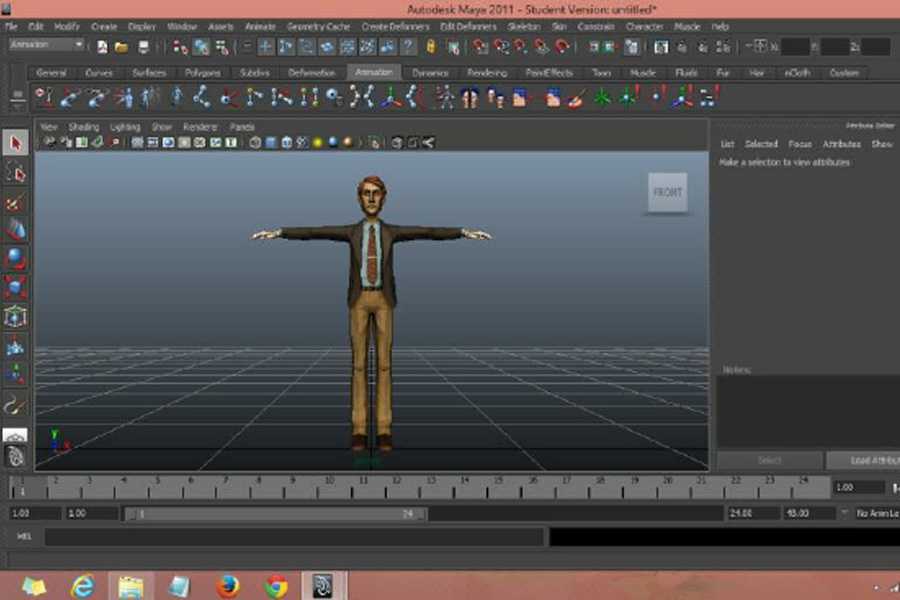 Autodesk Maya 2011 - Student Version: untitled*
File Edit Modify Create Display Window Assets Animate Geometry Cache Create Deformers Edit Deformers Skeleton Skin Constrain Character Muscle Help
Animation
General Curves Surfaces Polygons Subdivs Deformation Animation Dynamics Rendering PaintEffects Toon Muscle Fluids Fur Hair nCloth Custom
View Shading Lighting Show Renderer Panels
Attribute Editor
List Selected Focus Attributes Show
Make a selection to view attributes
FRONT
Notes:
Select Load Attribu
1 2 3 4 5 6 7 8 9 10 11 12 13 14 15 16 17 18 19 20 21 22 23 24
1
1.00
1.00 1.00 1 24 24.00 48.00 No Anim La
MEL